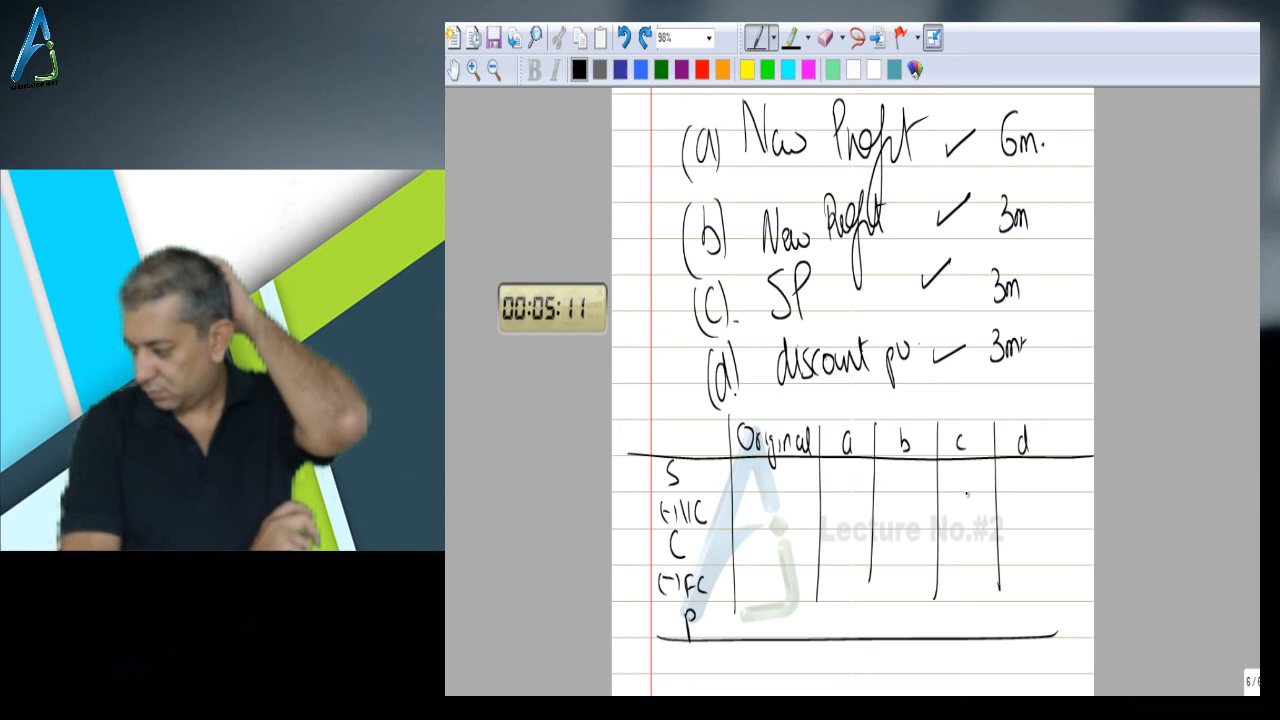 98%
B I
(a) New Profit ✓ 6m.
(b) New Profit ✓ 3m
(c). SP ✓ 3m
(d) discount po ✓ 3m
00:05:11
Original a b c d
S
(-)VC
C
(-)FC
P
Lecture No.#2
6/6